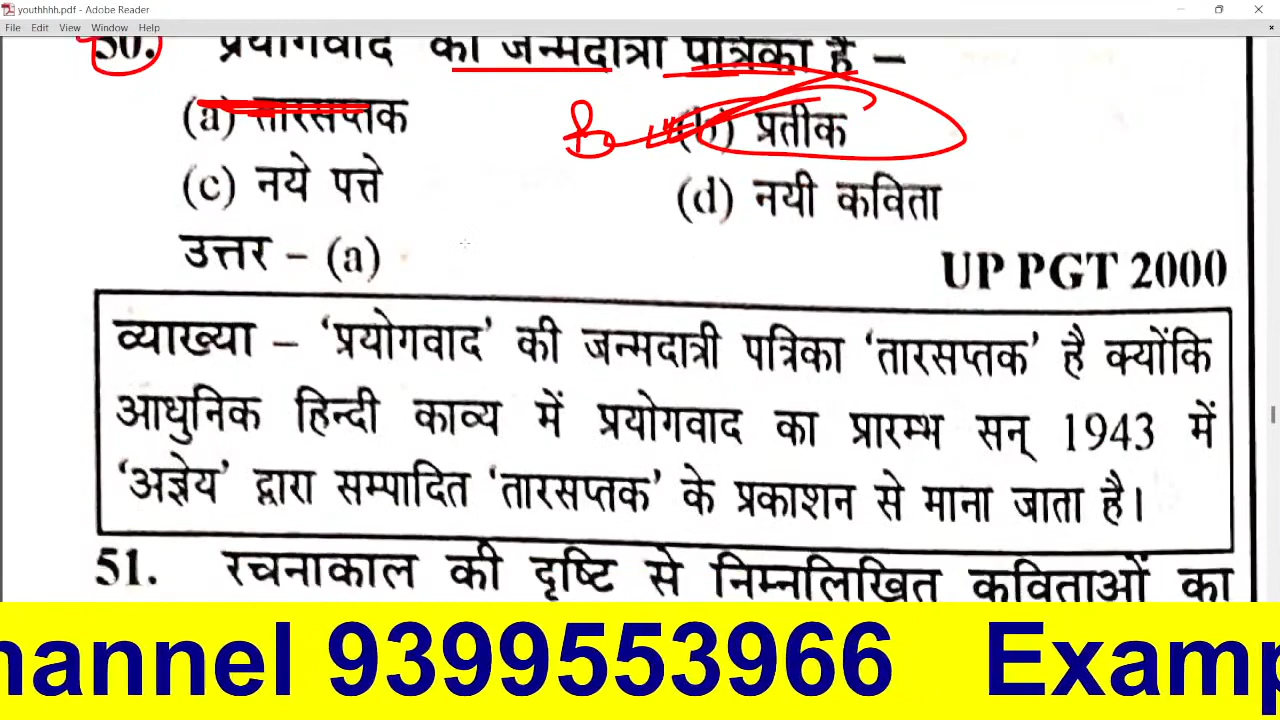 youthhhh.pdf - Adobe Reader
File Edit View Window Help
50. प्रयोगवाद की जन्मदात्री पत्रिका है –
(a) तारसप्तक
B (b) प्रतीक
(c) नये पत्ते
(d) नयी कविता
उत्तर – (a)
UP PGT 2000
व्याख्या – ‘प्रयोगवाद’ की जन्मदात्री पत्रिका ‘तारसप्तक’ है क्योंकि
आधुनिक हिन्दी काव्य में प्रयोगवाद का प्रारम्भ सन् 1943 में
‘अज्ञेय’ द्वारा सम्पादित ‘तारसप्तक’ के प्रकाशन से माना जाता है।
51. रचनाकाल की दृष्टि से निम्नलिखित कविताओं का
hannel 9399553966 Examp